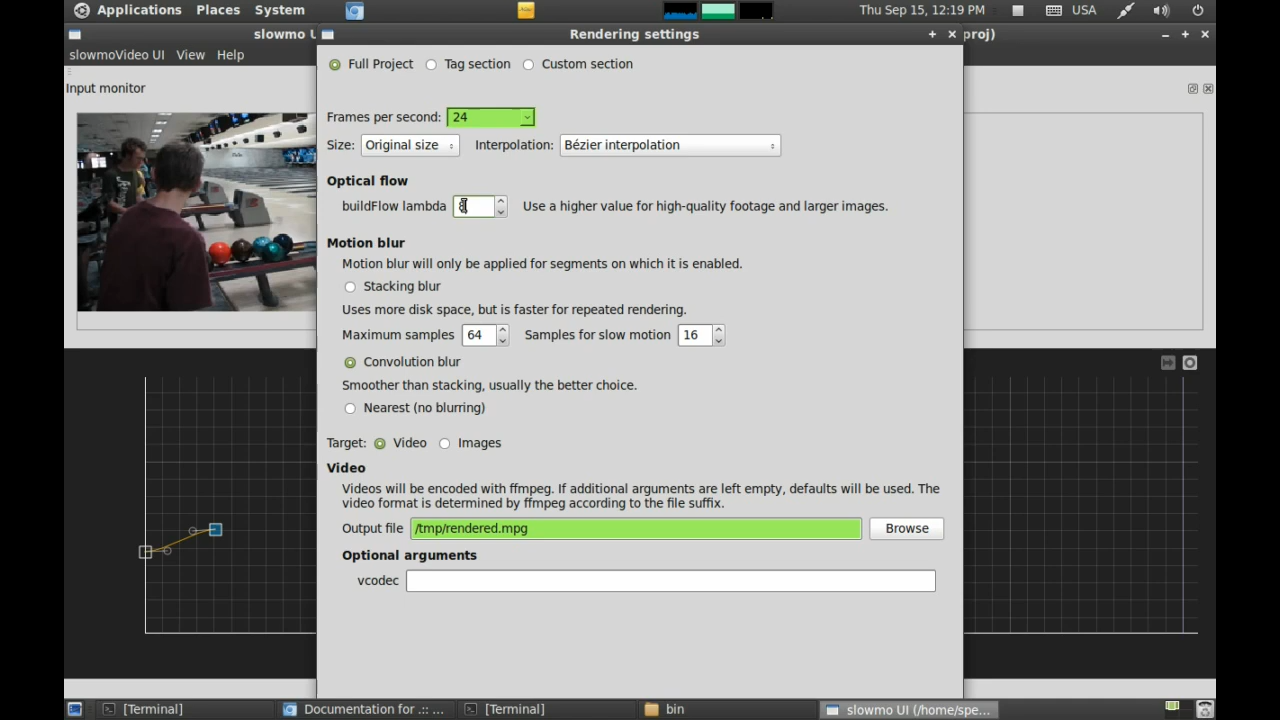 Applications Places System Thu Sep 15, 12:19 PM USA
slowmo U Rendering settings proj)
slowmoVideo UI View Help
Input monitor
Full Project Tag section Custom section
Frames per second: 24
Size: Original size Interpolation: Bézier interpolation
Optical flow
buildFlow lambda Use a higher value for high-quality footage and larger images.
Motion blur
Motion blur will only be applied for segments on which it is enabled.
Stacking blur
Uses more disk space, but is faster for repeated rendering.
Maximum samples 64 Samples for slow motion 16
Convolution blur
Smoother than stacking, usually the better choice.
Nearest (no blurring)
Target: Video Images
Video
Videos will be encoded with ffmpeg. If additional arguments are left empty, defaults will be used. The
video format is determined by ffmpeg according to the file suffix.
Output file /tmp/rendered.mpg Browse
Optional arguments
vcodec
[Terminal] Documentation for .:: ... [Terminal] bin slowmo UI (/home/spe...